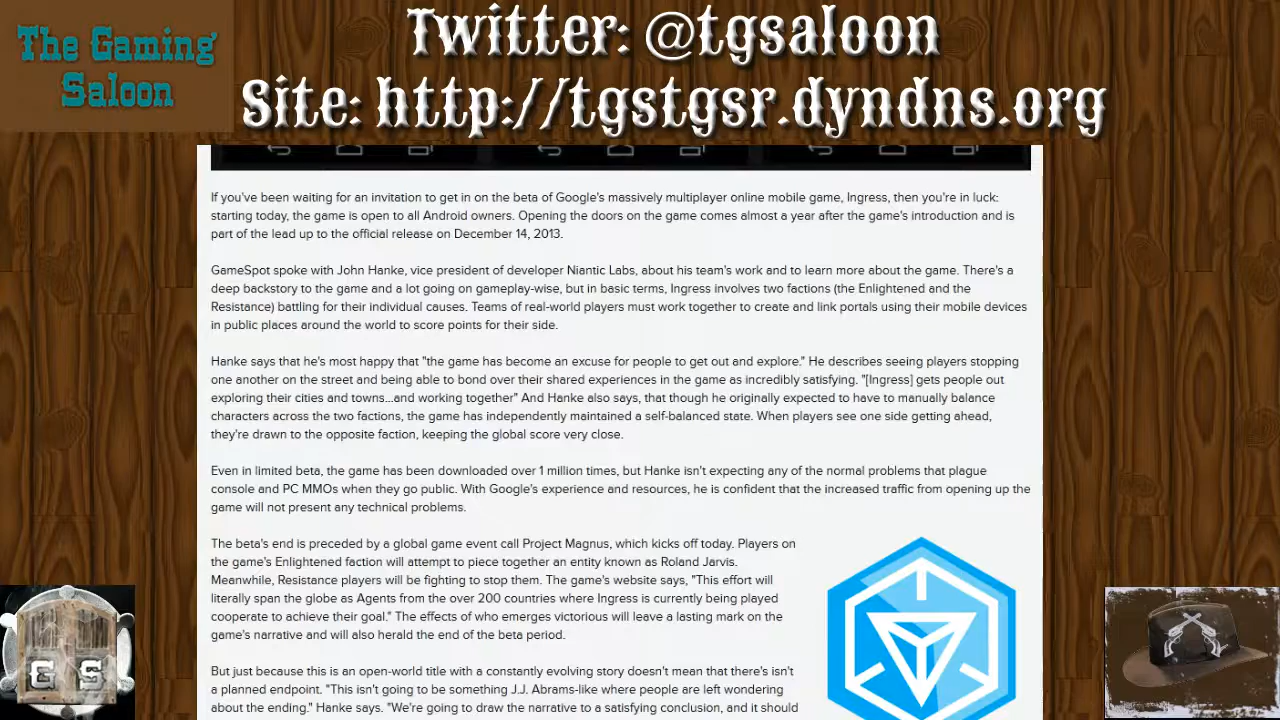 The Gaming
Saloon
Twitter: @tgsaloon
Site: http://tgstgsr.dyndns.org
If you've been waiting for an invitation to get in on the beta of Google's massively multiplayer online mobile game, Ingress, then you're in luck:
starting today, the game is open to all Android owners. Opening the doors on the game comes almost a year after the game's introduction and is
part of the lead up to the official release on December 14, 2013.
GameSpot spoke with John Hanke, vice president of developer Niantic Labs, about his team's work and to learn more about the game. There's a
deep backstory to the game and a lot going on gameplay-wise, but in basic terms, Ingress involves two factions (the Enlightened and the
Resistance) battling for their individual causes. Teams of real-world players must work together to create and link portals using their mobile devices
in public places around the world to score points for their side.
Hanke says that he's most happy that "the game has become an excuse for people to get out and explore." He describes seeing players stopping
one another on the street and being able to bond over their shared experiences in the game as incredibly satisfying. "[Ingress] gets people out
exploring their cities and towns...and working together" And Hanke also says, that though he originally expected to have to manually balance
characters across the two factions, the game has independently maintained a self-balanced state. When players see one side getting ahead,
they're drawn to the opposite faction, keeping the global score very close.
Even in limited beta, the game has been downloaded over 1 million times, but Hanke isn't expecting any of the normal problems that plague
console and PC MMOs when they go public. With Google's experience and resources, he is confident that the increased traffic from opening up the
game will not present any technical problems.
The beta's end is preceded by a global game event call Project Magnus, which kicks off today. Players on
the game's Enlightened faction will attempt to piece together an entity known as Roland Jarvis.
Meanwhile, Resistance players will be fighting to stop them. The game's website says, "This effort will
literally span the globe as Agents from the over 200 countries where Ingress is currently being played
cooperate to achieve their goal." The effects of who emerges victorious will leave a lasting mark on the
game's narrative and will also herald the end of the beta period.
But just because this is an open-world title with a constantly evolving story doesn't mean that there's isn't
a planned endpoint. "This isn't going to be something J.J. Abrams-like where people are left wondering
about the ending." Hanke says. "We're going to draw the narrative to a satisfying conclusion, and it should
G S